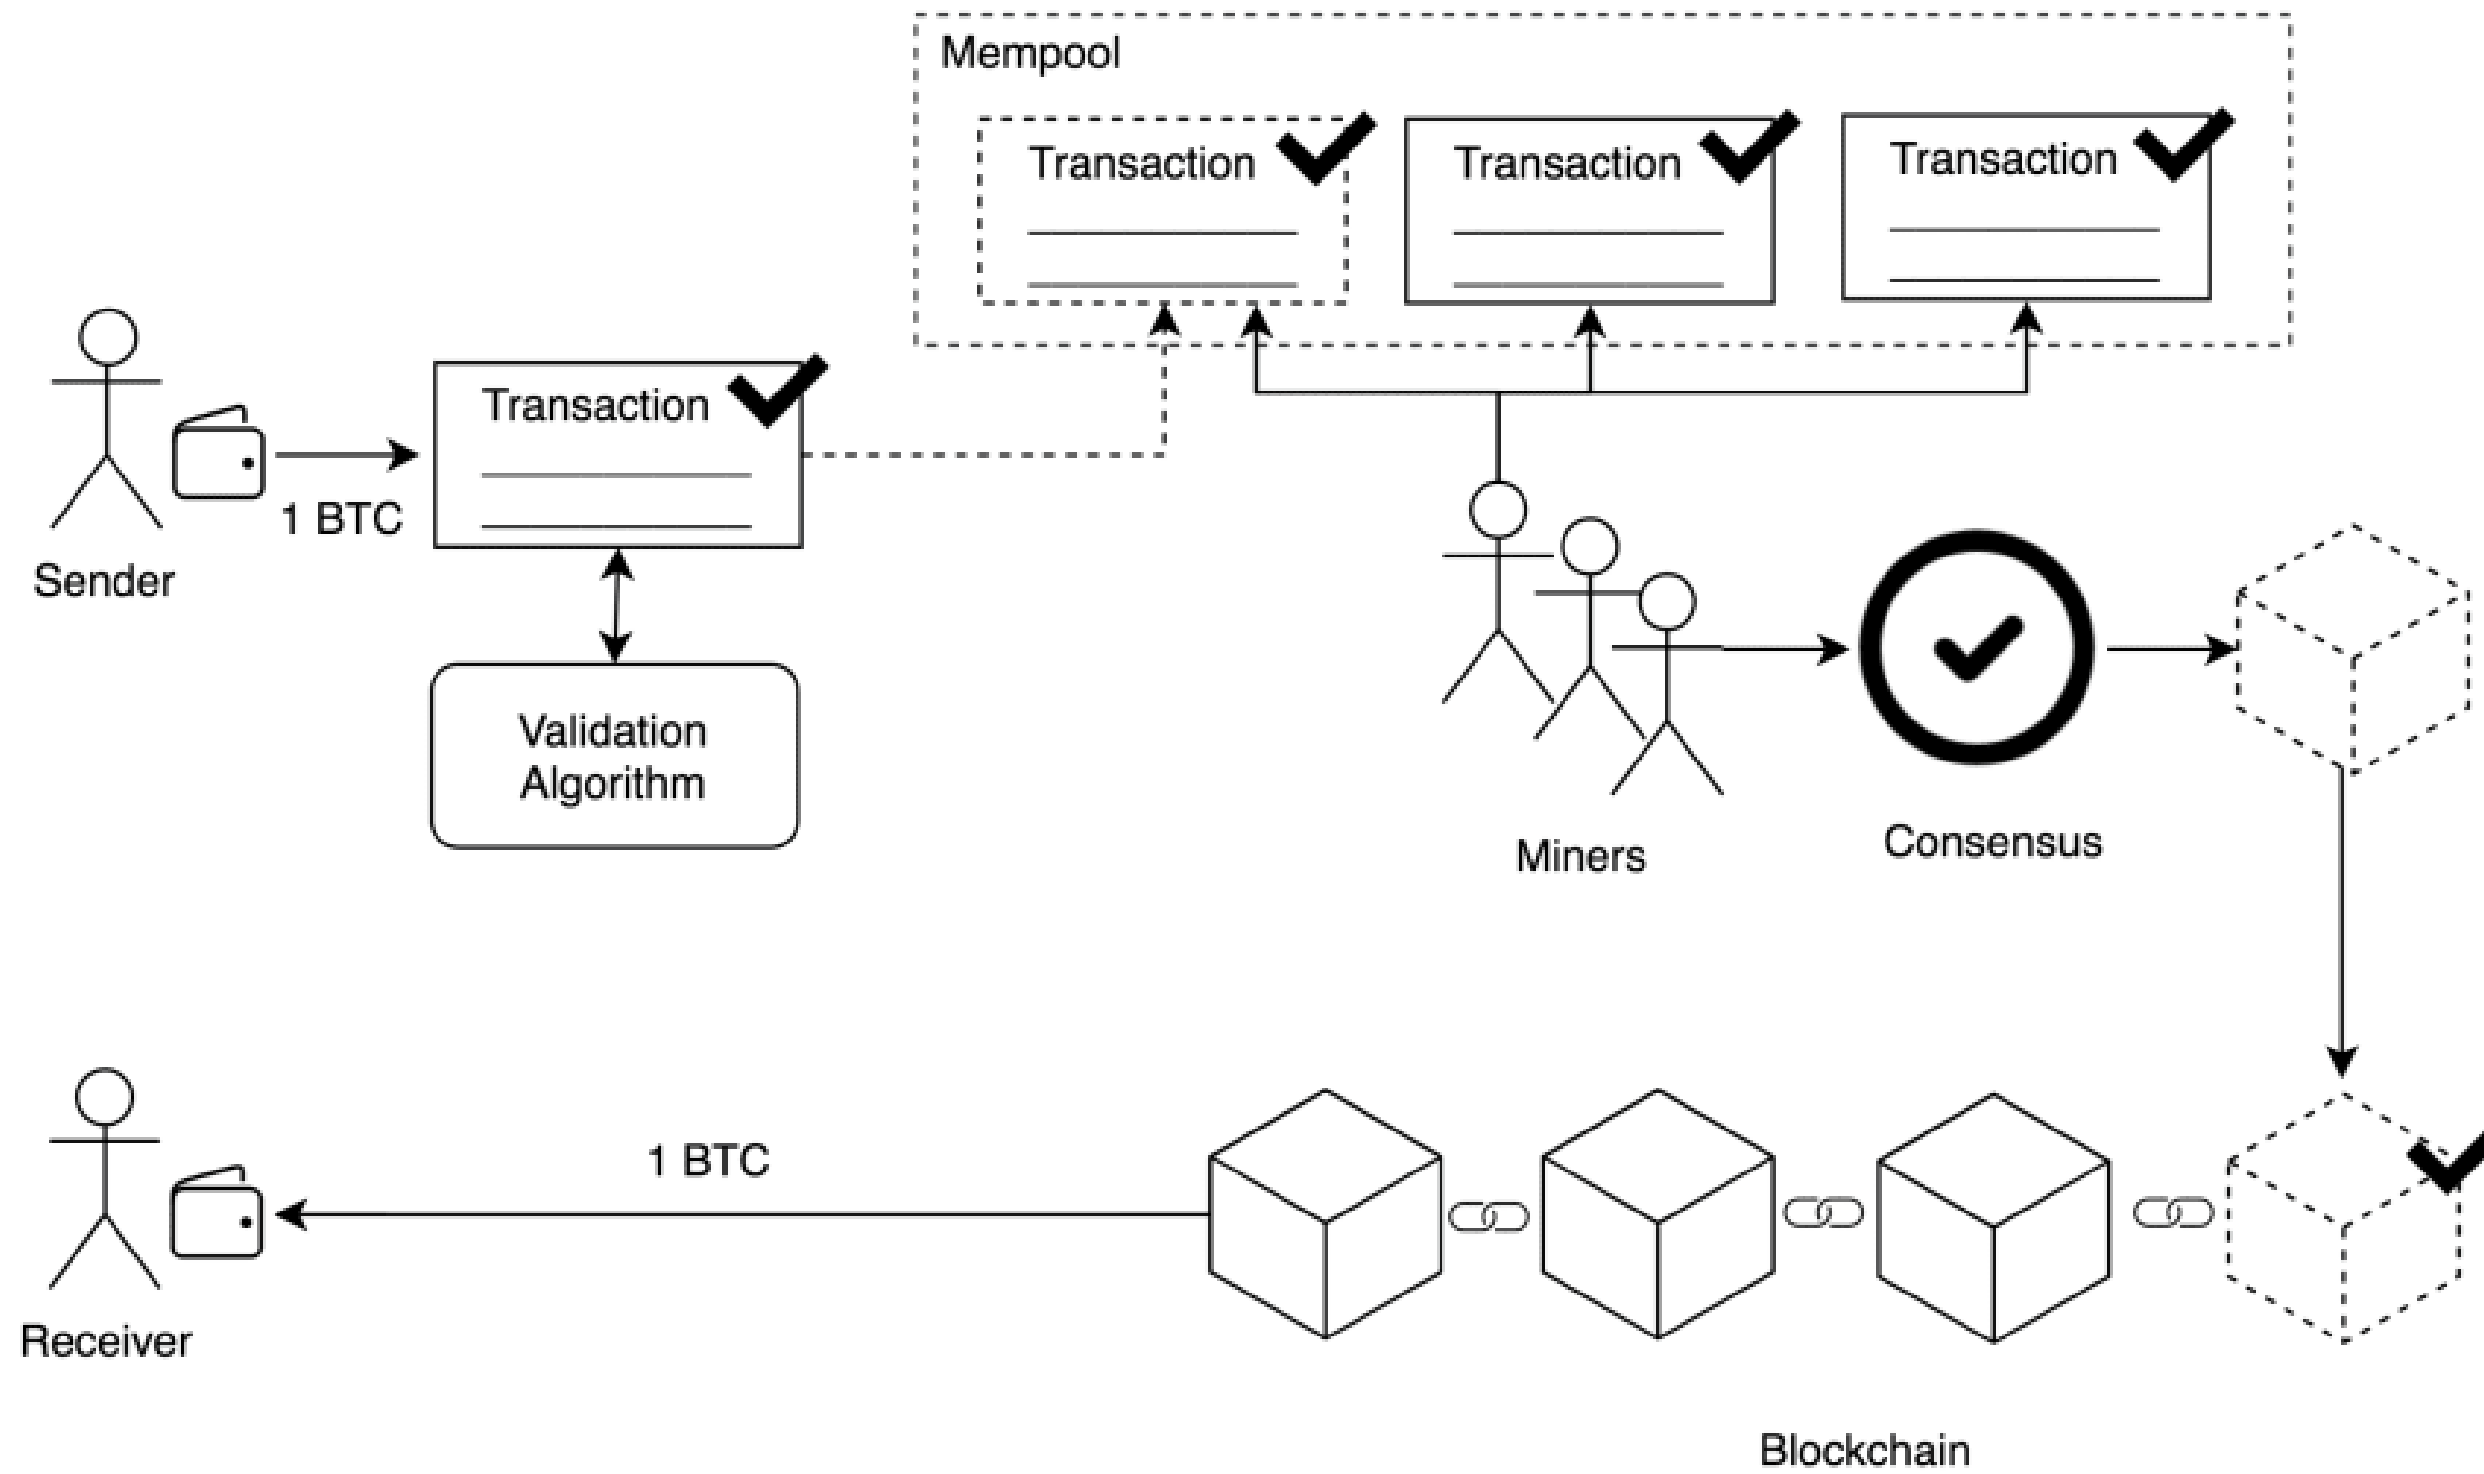 Mempool
Transaction
Transaction
Transaction
Transaction
1 BTC
Sender
Validation
Algorithm
Miners
Consensus
1 BTC
Receiver
Blockchain